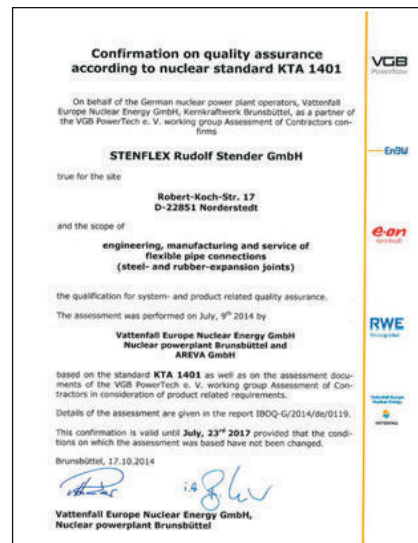 Confirmation on quality assurance
according to nuclear standard KTA 1401
On behalf of the German nuclear power plant operators, Vattenfall
Europe Nuclear Energy GmbH, Kernkraftwerk Brunsbüttel, as a partner of
the VGB PowerTech e. V. working group Assessment of Contractors con-
firms
STENFLEX Rudolf Stender GmbH
true for the site
Robert-Koch-Str. 17
D-22851 Norderstedt
and the scope of
engineering, manufacturing and service of
flexible pipe connections
(steel- and rubber-expansion joints)
the qualification for system- and product related quality assurance.
The assessment was performed on July, 9th 2014 by
Vattenfall Europe Nuclear Energy GmbH
Nuclear powerplant Brunsbüttel and
AREVA GmbH
based on the standard KTA 1401 as well as on the assessment docu-
ments of the VGB PowerTech e. V. working group Assessment of Con-
tractors in consideration of product related requirements.
Details of the assessment are given in the report IBOQ-G/2014/de/0119.
This confirmation is valid until July, 23rd 2017 provided that the condi-
tions on which the assessment was based have not been changed.
Brunsbüttel, 17.10.2014
i.A
Vattenfall Europe Nuclear Energy GmbH,
Nuclear powerplant Brunsbüttel
VGB
POWERTECH
EnBW
e·on
Kernkraft
RWE
Vattenfall Europe
Nuclear Energy
VATTENFALL